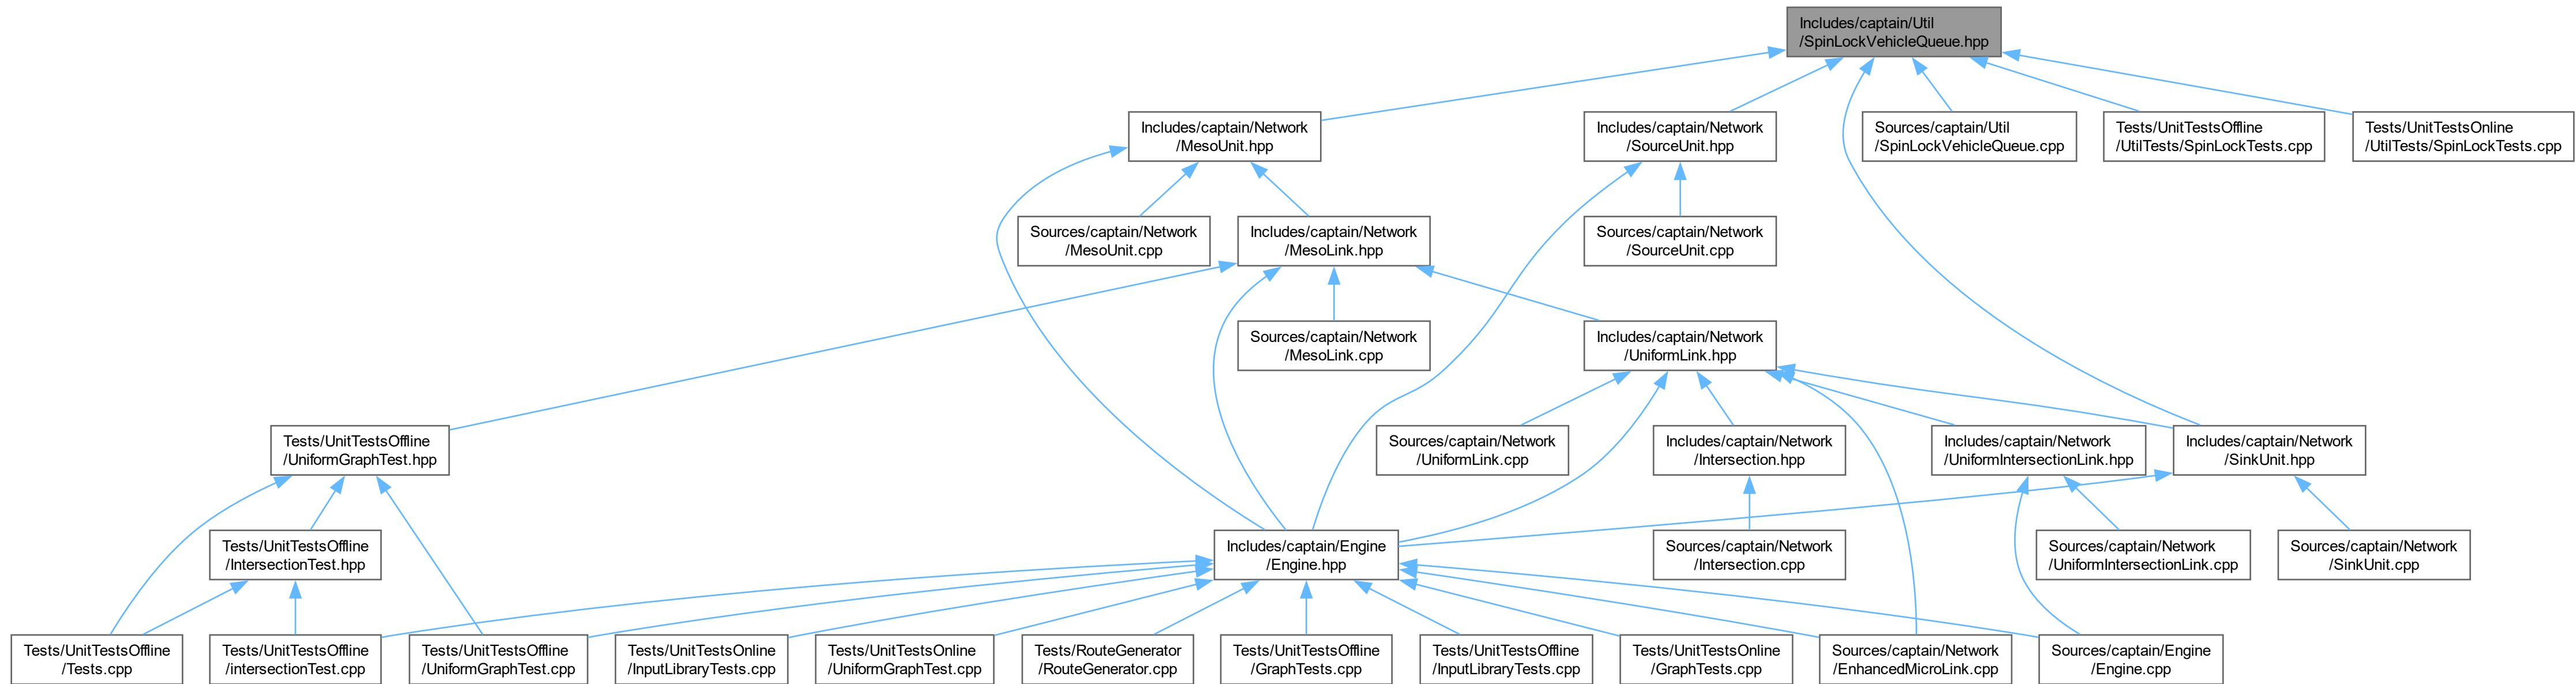 Includes/captain/Util
/SpinLockVehicleQueue.hpp
Includes/captain/Network
/MesoUnit.hpp
Includes/captain/Network
/SourceUnit.hpp
Sources/captain/Util
/SpinLockVehicleQueue.cpp
Tests/UnitTestsOffline
/UtilTests/SpinLockTests.cpp
Tests/UnitTestsOnline
/UtilTests/SpinLockTests.cpp
Sources/captain/Network
/MesoUnit.cpp
Includes/captain/Network
/MesoLink.hpp
Sources/captain/Network
/SourceUnit.cpp
Sources/captain/Network
/MesoLink.cpp
Includes/captain/Network
/UniformLink.hpp
Tests/UnitTestsOffline
/UniformGraphTest.hpp
Sources/captain/Network
/UniformLink.cpp
Includes/captain/Network
/Intersection.hpp
Includes/captain/Network
/UniformIntersectionLink.hpp
Includes/captain/Network
/SinkUnit.hpp
Tests/UnitTestsOffline
/IntersectionTest.hpp
Includes/captain/Engine
/Engine.hpp
Sources/captain/Network
/Intersection.cpp
Sources/captain/Network
/UniformIntersectionLink.cpp
Sources/captain/Network
/SinkUnit.cpp
Tests/UnitTestsOffline
/Tests.cpp
Tests/UnitTestsOffline
/intersectionTest.cpp
Tests/UnitTestsOffline
/UniformGraphTest.cpp
Tests/UnitTestsOnline
/InputLibraryTests.cpp
Tests/UnitTestsOnline
/UniformGraphTest.cpp
Tests/RouteGenerator
/RouteGenerator.cpp
Tests/UnitTestsOffline
/GraphTests.cpp
Tests/UnitTestsOffline
/InputLibraryTests.cpp
Tests/UnitTestsOnline
/GraphTests.cpp
Sources/captain/Network
/EnhancedMicroLink.cpp
Sources/captain/Engine
/Engine.cpp